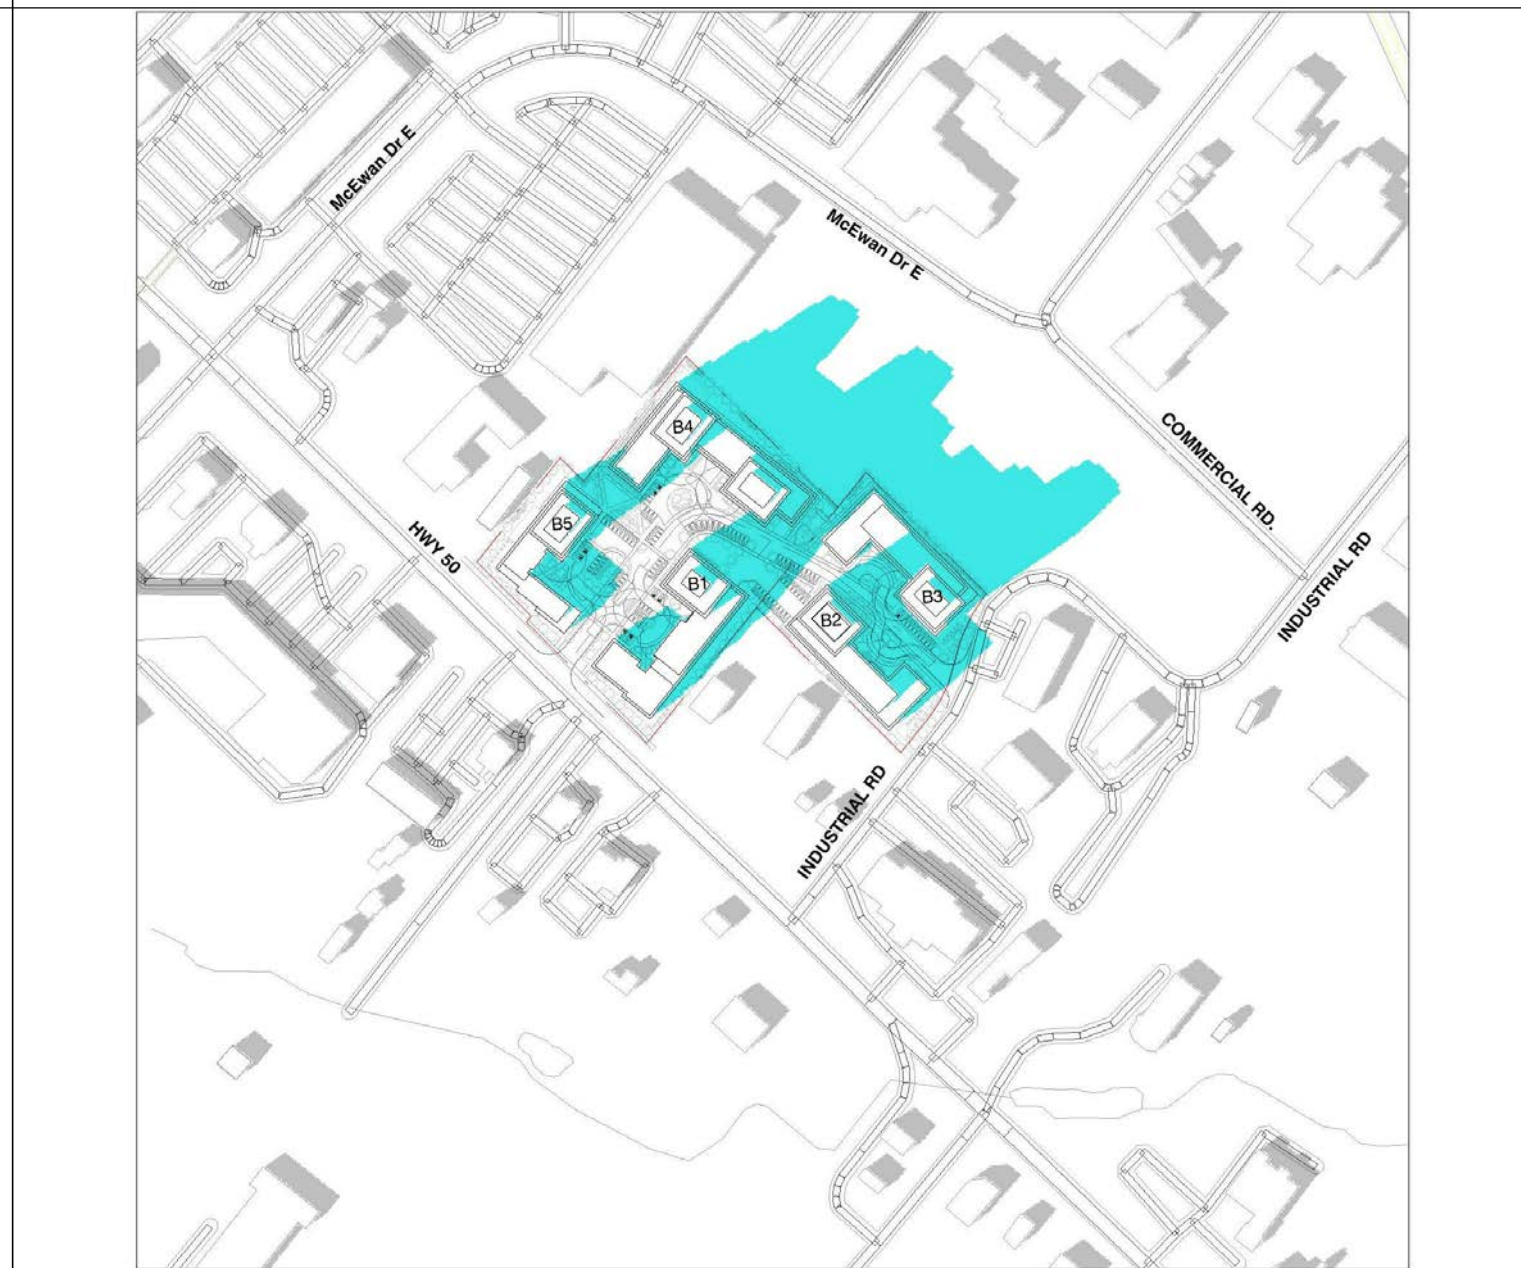 McEwan Dr E
McEwan Dr E
B4
COMMERCIAL RD.
HWY 50
B5
INDUSTRIAL RD
B1
B3
B2
INDUSTRIAL RD